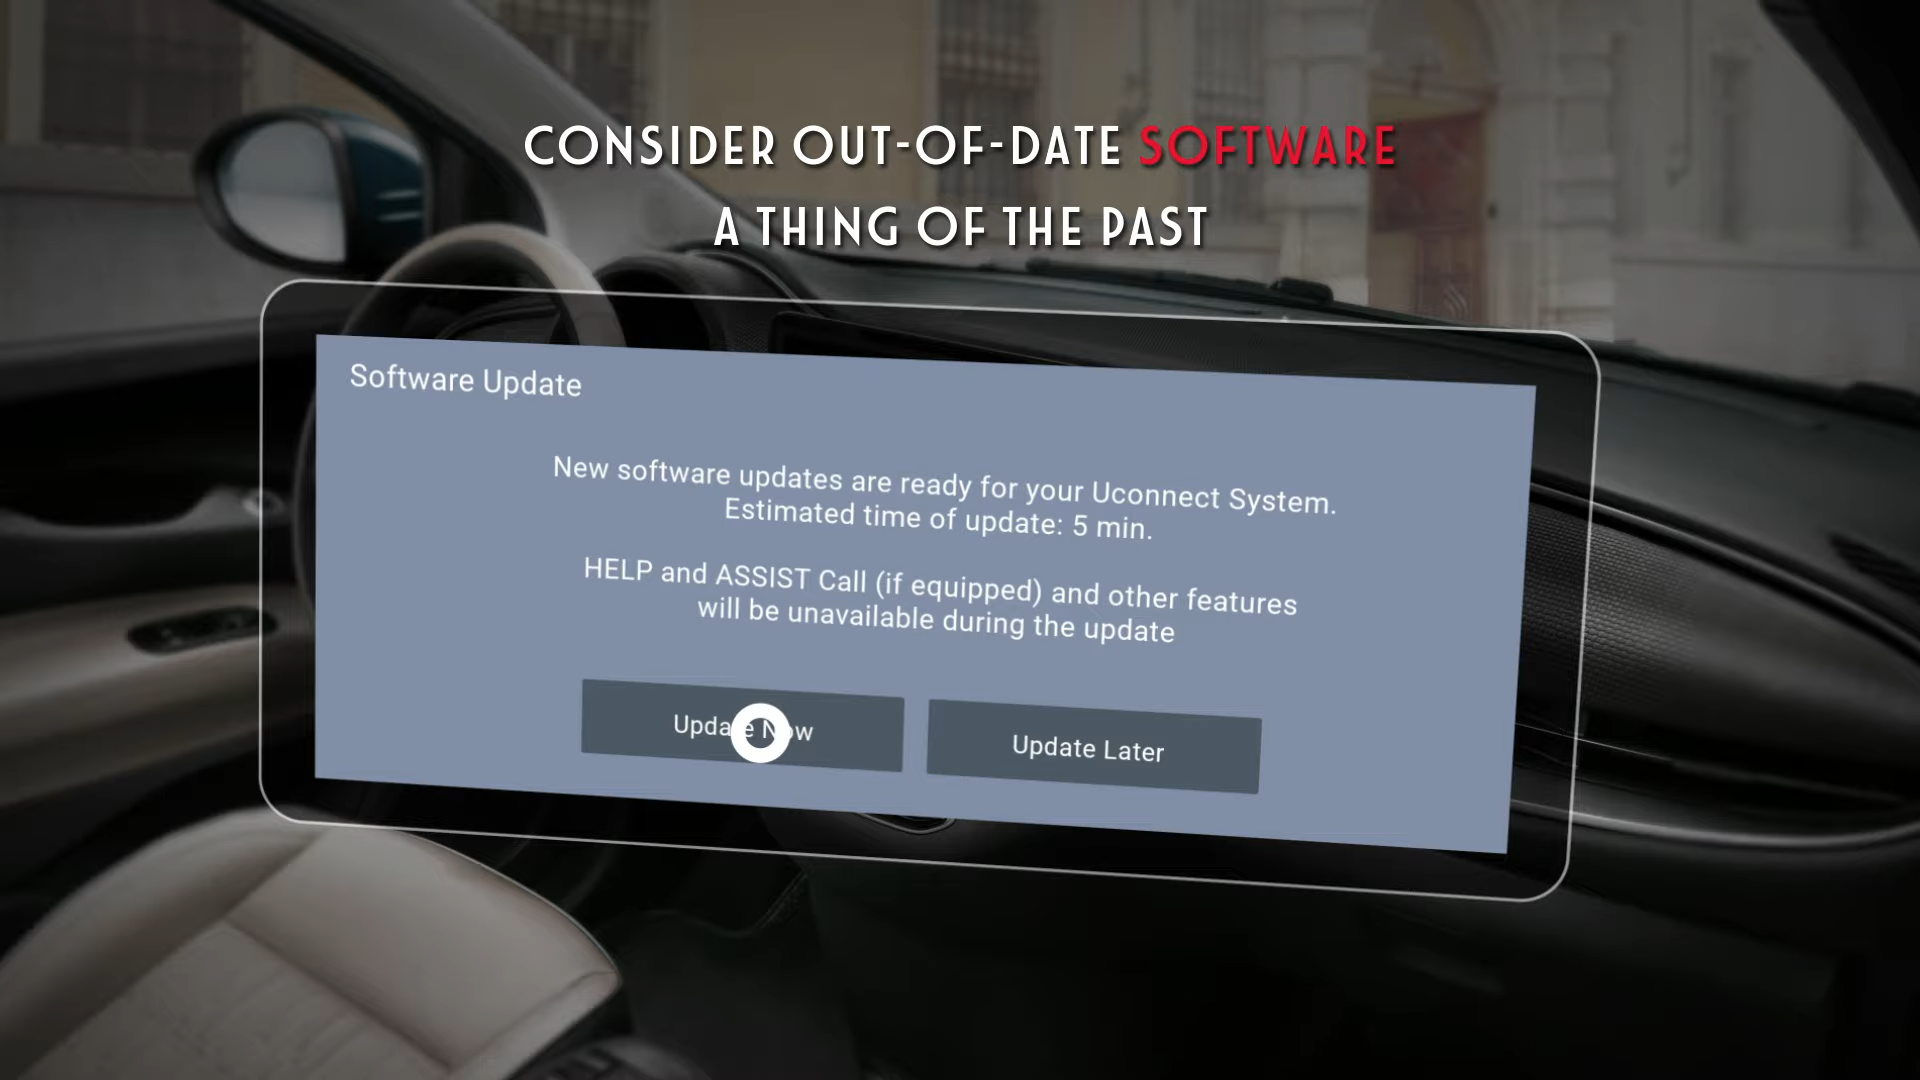 CONSIDER OUT-OF-DATE SOFTWARE
A THING OF THE PAST
Software Update
New software updates are ready for your Uconnect System.
Estimated time of update: 5 min.
HELP and ASSIST Call (if equipped) and other features
will be unavailable during the update
Update Now
Update Later